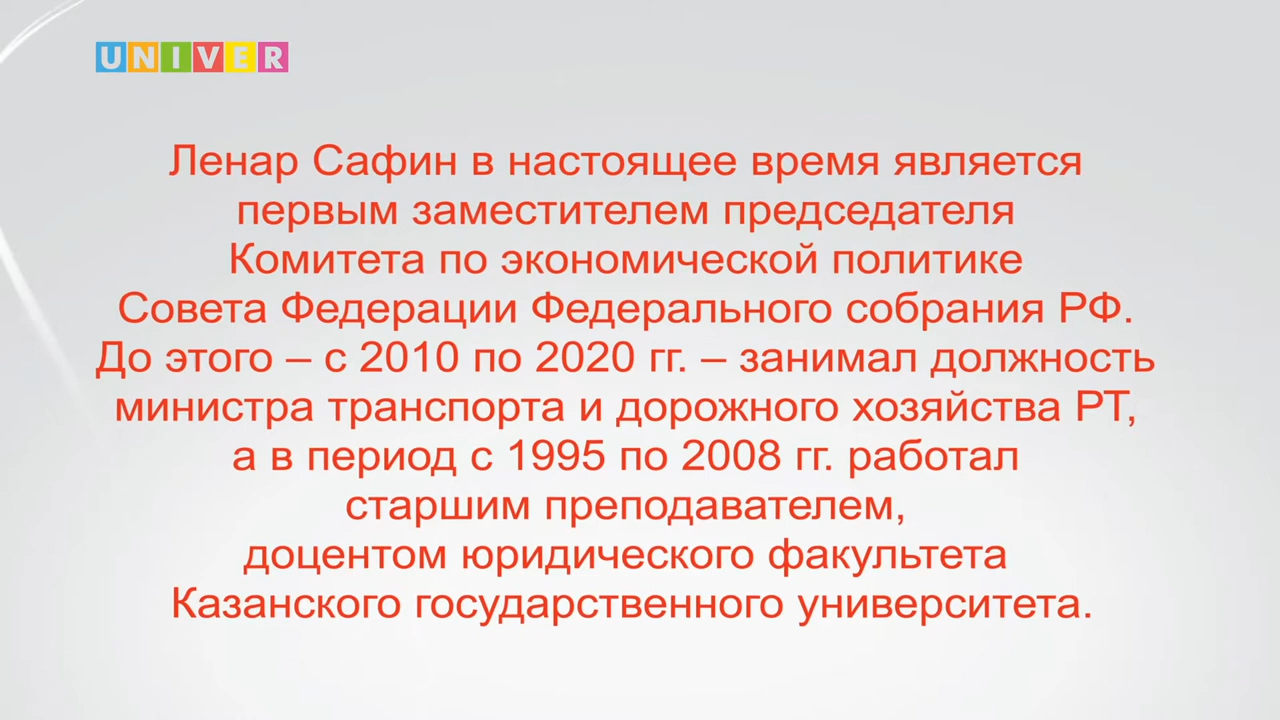 UNIVER
Ленар Сафин в настоящее время является
первым заместителем председателя
Комитета по экономической политике
Совета Федерации Федерального собрания РФ.
До этого – с 2010 по 2020 гг. – занимал должность
министра транспорта и дорожного хозяйства РТ,
а в период с 1995 по 2008 гг. работал
старшим преподавателем,
доцентом юридического факультета
Казанского государственного университета.